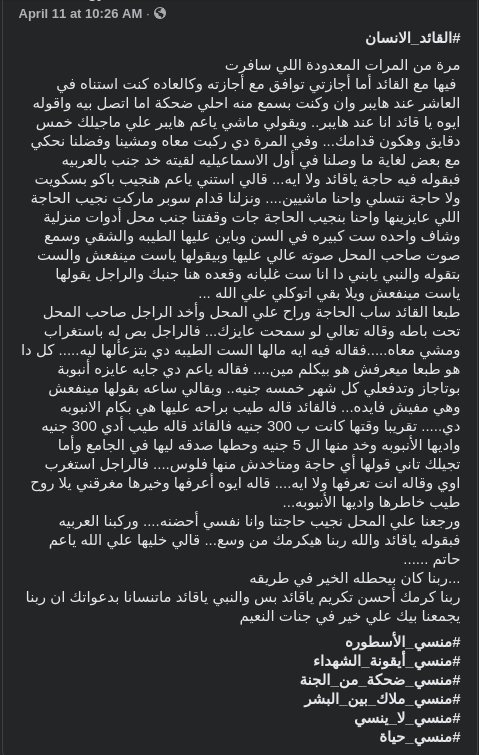 April 11 at 10:26 AM ·
#القائد_الانسان
مرة من المرات المعدودة اللي سافرت
فيها مع القائد أما أجازتي توافق مع أجازته وكالعاده كنت استناه في
العاشر عند هايبر وان وكنت بسمع منه احلي ضحكة اما اتصل بيه واقوله
ايوه يا قائد انا عند هايبر.. ويقولي ماشي ياعم هايبر علي ماجيلك خمس
دقايق وهكون قدامك... وفي المرة دي ركبت معاه ومشينا وفضلنا نحكي
مع بعض لغاية ما وصلنا في أول الاسماعيليه لقيته خد جنب بالعربيه
فبقوله فيه حاجة ياقائد ولا ايه... قالي استني ياعم هنجيب باكو بسكويت
ولا حاجة نتسلي واحنا ماشيين.... ونزلنا قدام سوبر ماركت نجيب الحاجة
اللي عايزينها واحنا بنجيب الحاجة جات وقفتنا جنب محل أدوات منزلية
وشاف واحده ست كبيره في السن وباين عليها الطيبه والشقي وسمع
صوت صاحب المحل صوته عالي عليها وبيقولها ياست مينفعش والست
بتقوله والنبي يابني دا انا ست غلبانه وقعده هنا جنبك والراجل يقولها
ياست مينفعش ويلا بقي اتوكلي علي الله ...
طبعا القائد ساب الحاجة وراح علي المحل وأخد الراجل صاحب المحل
تحت باطه وقاله تعالي لو سمحت عايزك... فالراجل بص له باستغراب
ومشي معاه.....فقاله فيه ايه مالها الست الطيبه دي بتزعألها ليه..... كل دا
هو طبعا ميعرفش هو بيكلم مين.... فقاله ياعم دي جايه عايزه أنبوبة
بوتاجاز وتدفعلي كل شهر خمسه جنيه.. وبقالي ساعه بقولها مينفعش
وهي مفيش فايده... فالقائد قاله طيب براحه عليها هي بكام الانبوبه
دي..... تقريبا وقتها كانت ب 300 جنيه فالقائد قاله طيب أدي 300 جنيه
واديها الأنبوبه وخد منها ال 5 جنيه وحطها صدقه ليها في الجامع وأما
تجيلك تاني قولها أي حاجة ومتاخدش منها فلوس.... فالراجل استغرب
اوي وقاله انت تعرفها ولا ايه.... قاله ايوه أعرفها وخيرها مغرقني يلا روح
طيب خاطرها واديها الأنبوبه...
ورجعنا علي المحل نجيب حاجتنا وانا نفسي أحضنه.... وركبنا العربيه
فبقوله ياقائد والله ربنا هيكرمك من وسع... قالي خليها علي الله ياعم
حاتم ......
...ربنا كان بيحطله الخير في طريقه
ربنا كرمك أحسن تكريم ياقائد بس والنبي ياقائد ماتنسانا بدعواتك ان ربنا
يجمعنا بيك علي خير في جنات النعيم
#منسي_الأسطوره
#منسي_أيقونة_الشهداء
#منسي_ضحكة_من_الجنة
#منسي_ملاك_بين_البشر
#منسي_لا_ينسي
#منسي_حياة